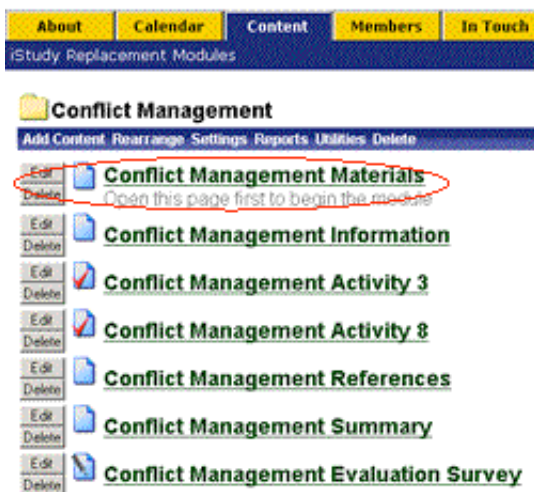 About Calendar Content Members In Touch
iStudy Replacement Modules
Conflict Management
Add Content Rearrange Settings Reports Utilities Delete
Edit
Conflict Management Materials
Delete
Open this page first to begin the module
Edit
Conflict Management Information
Delete
Edit
Conflict Management Activity 3
Delete
Edit
Conflict Management Activity 8
Delete
Edit
Conflict Management References
Delete
Edit
Conflict Management Summary
Delete
Edit
Conflict Management Evaluation Survey
Delete